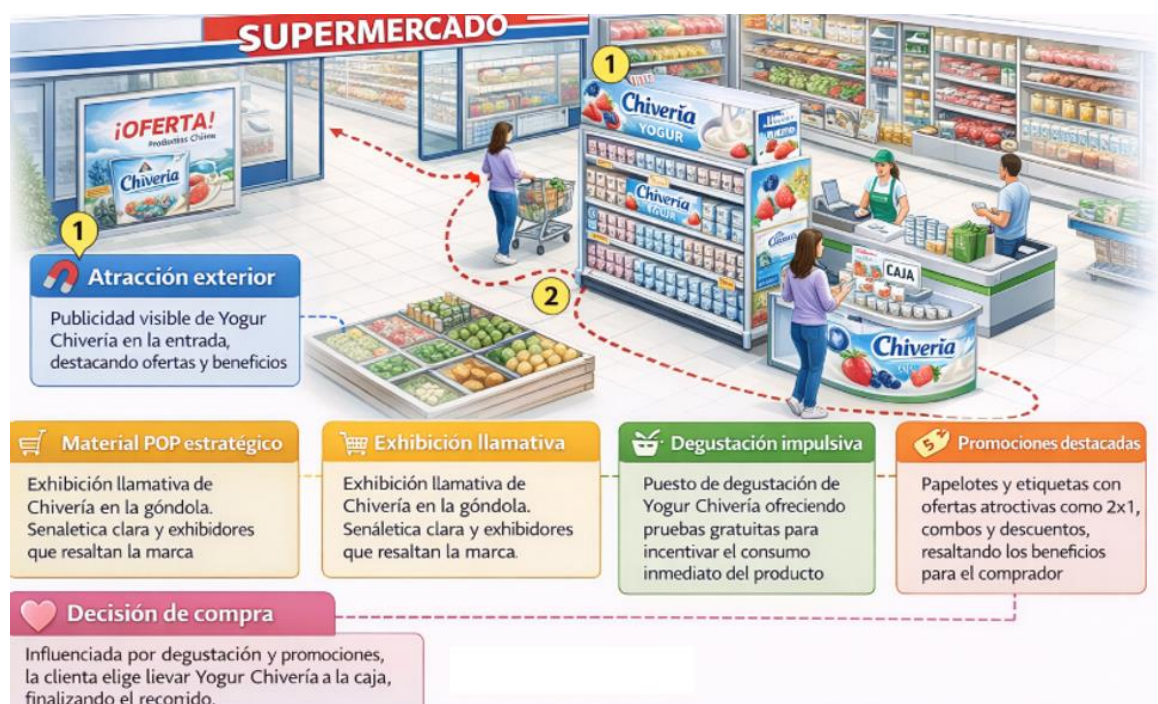 SUPERMERCADO
¡OFERTA!
Productos
Chivería
1
Chivería
YOGUR
Chivería
YOGUR
2
CAJA
Chivería
1
Atracción exterior
Publicidad visible de Yogur
Chivería en la entrada,
destacando ofertas y beneficios
Material POP estratégico
Exhibición llamativa de
Chivería en la góndola.
Senaletica clara y exhibidores
que resaltan la marca
Exhibición llamativa
Exhibición llamativa de
Chivería en la góndola.
Senáletica clara y exhibidores
que resaltan la marca.
Degustación impulsiva
Puesto de degustación de
Yogur Chivería ofreciendo
pruebas gratuitas para
incentivar el consumo
inmediato del producto
5
Promociones destacadas
Papelotes y etiquetas con
ofertas atroctivas como 2x1,
combos y descuentos,
resaltando los beneficios
para el comprador
Decisión de compra
Influenciada por degustación y promociones,
la clienta elige llevar Yogur Chivería a la caja,
finalizando el recorrido.